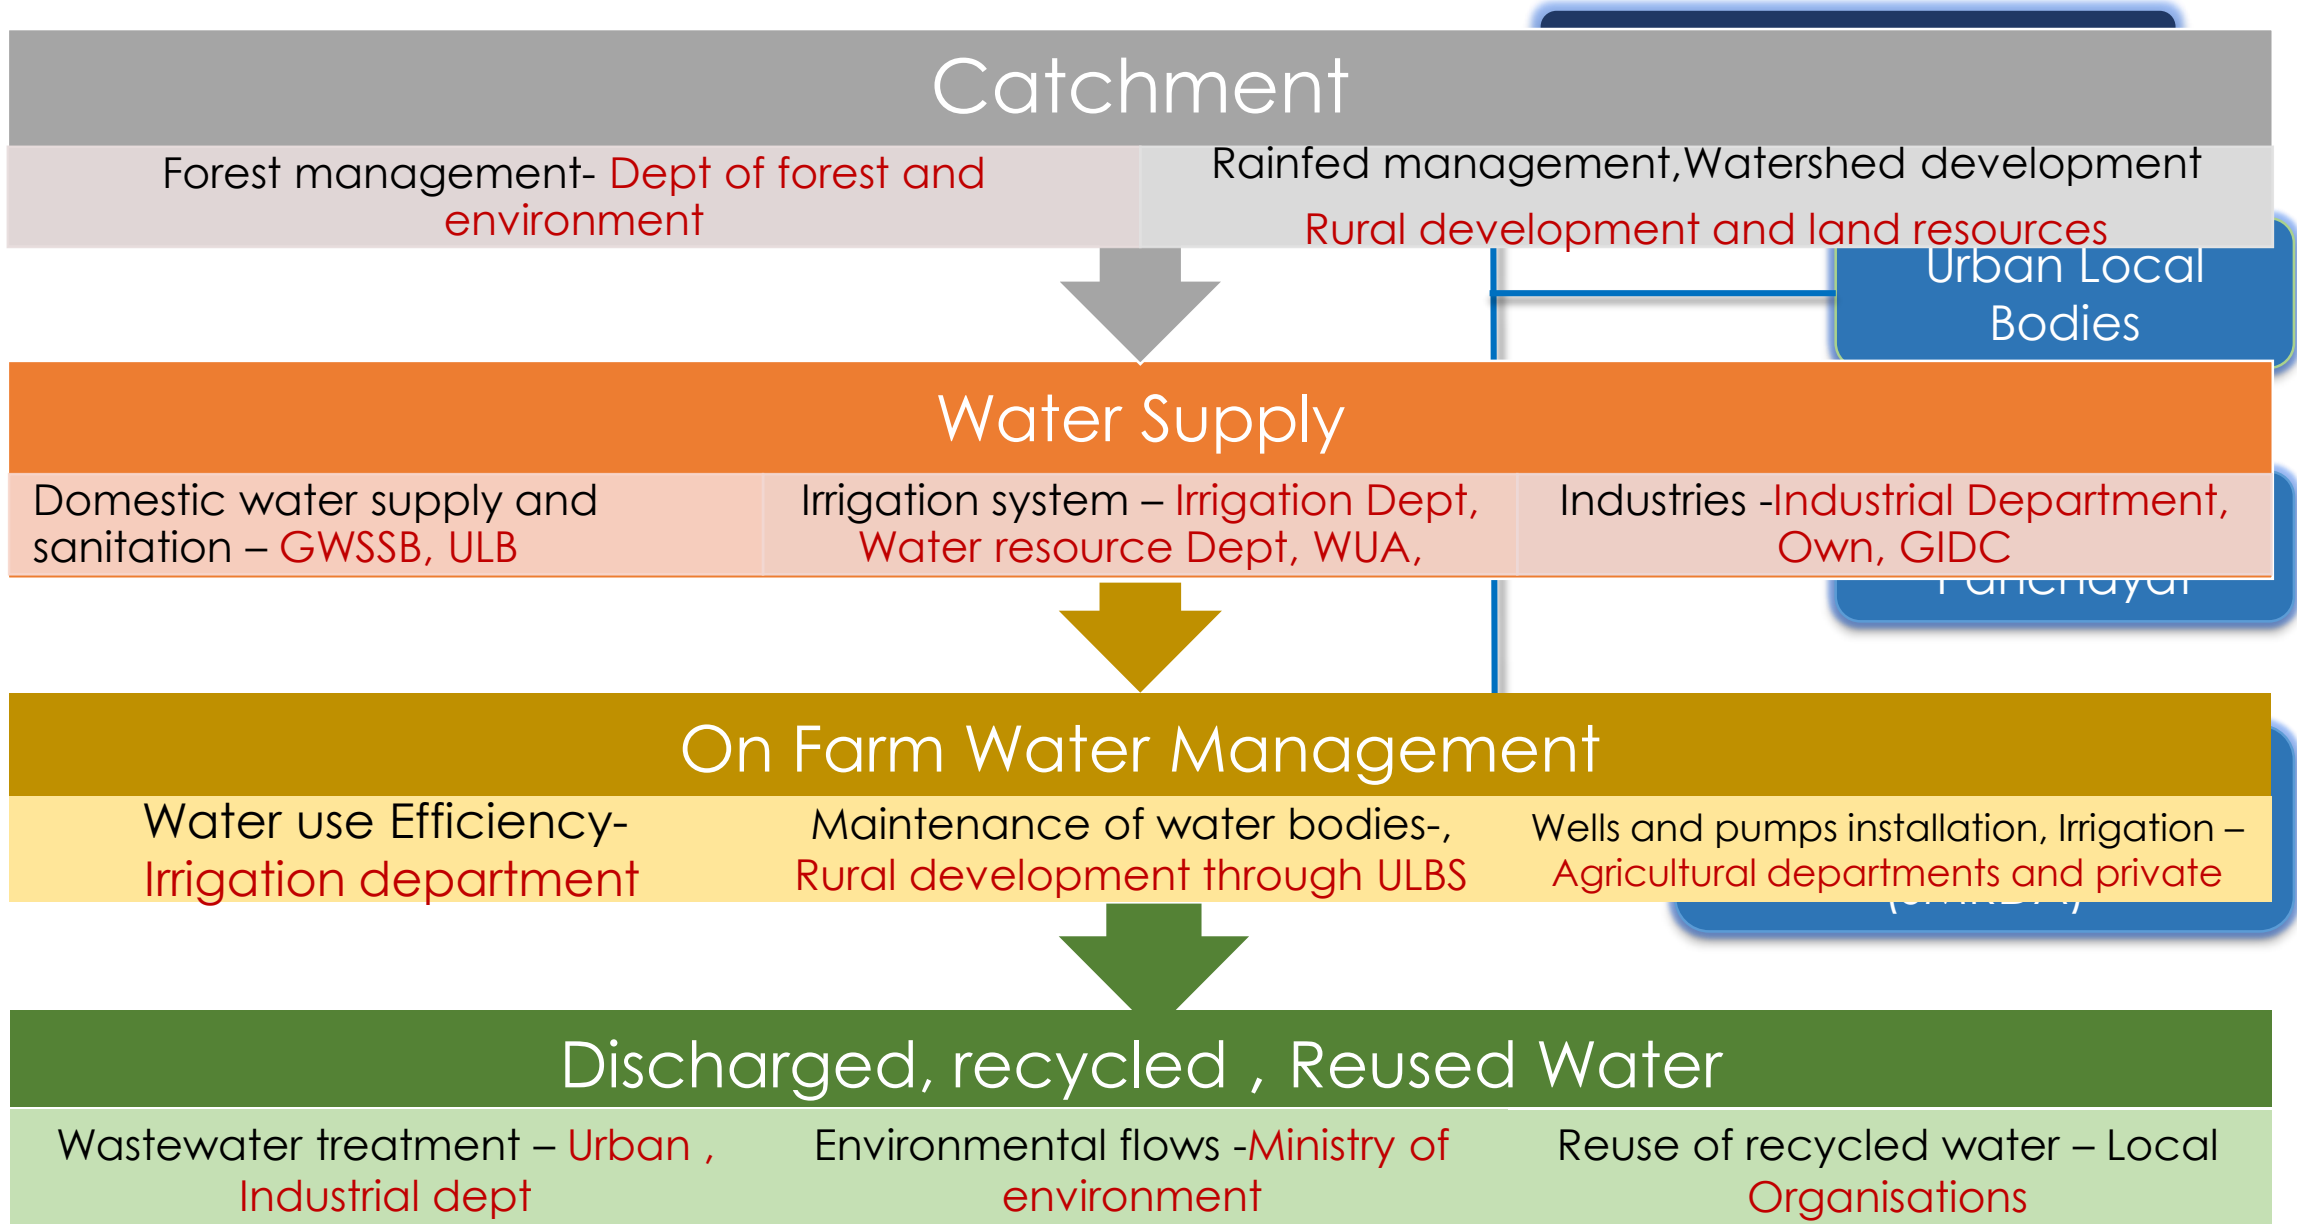 Catchment
Forest management- Dept of forest and
environment
Rainfed management,Watershed development
Rural development and land resources
Urban Local
Bodies
Water Supply
Domestic water supply and
sanitation – GWSSB, ULB
Irrigation system – Irrigation Dept,
Water resource Dept, WUA,
Industries -Industrial Department,
Own, GIDC
Panchayat
On Farm Water Management
Water use Efficiency-
Irrigation department
Maintenance of water bodies-,
Rural development through ULBS
Wells and pumps installation, Irrigation –
Agricultural departments and private
Discharged, recycled , Reused Water
Wastewater treatment – Urban ,
Industrial dept
Environmental flows -Ministry of
environment
Reuse of recycled water – Local
Organisations